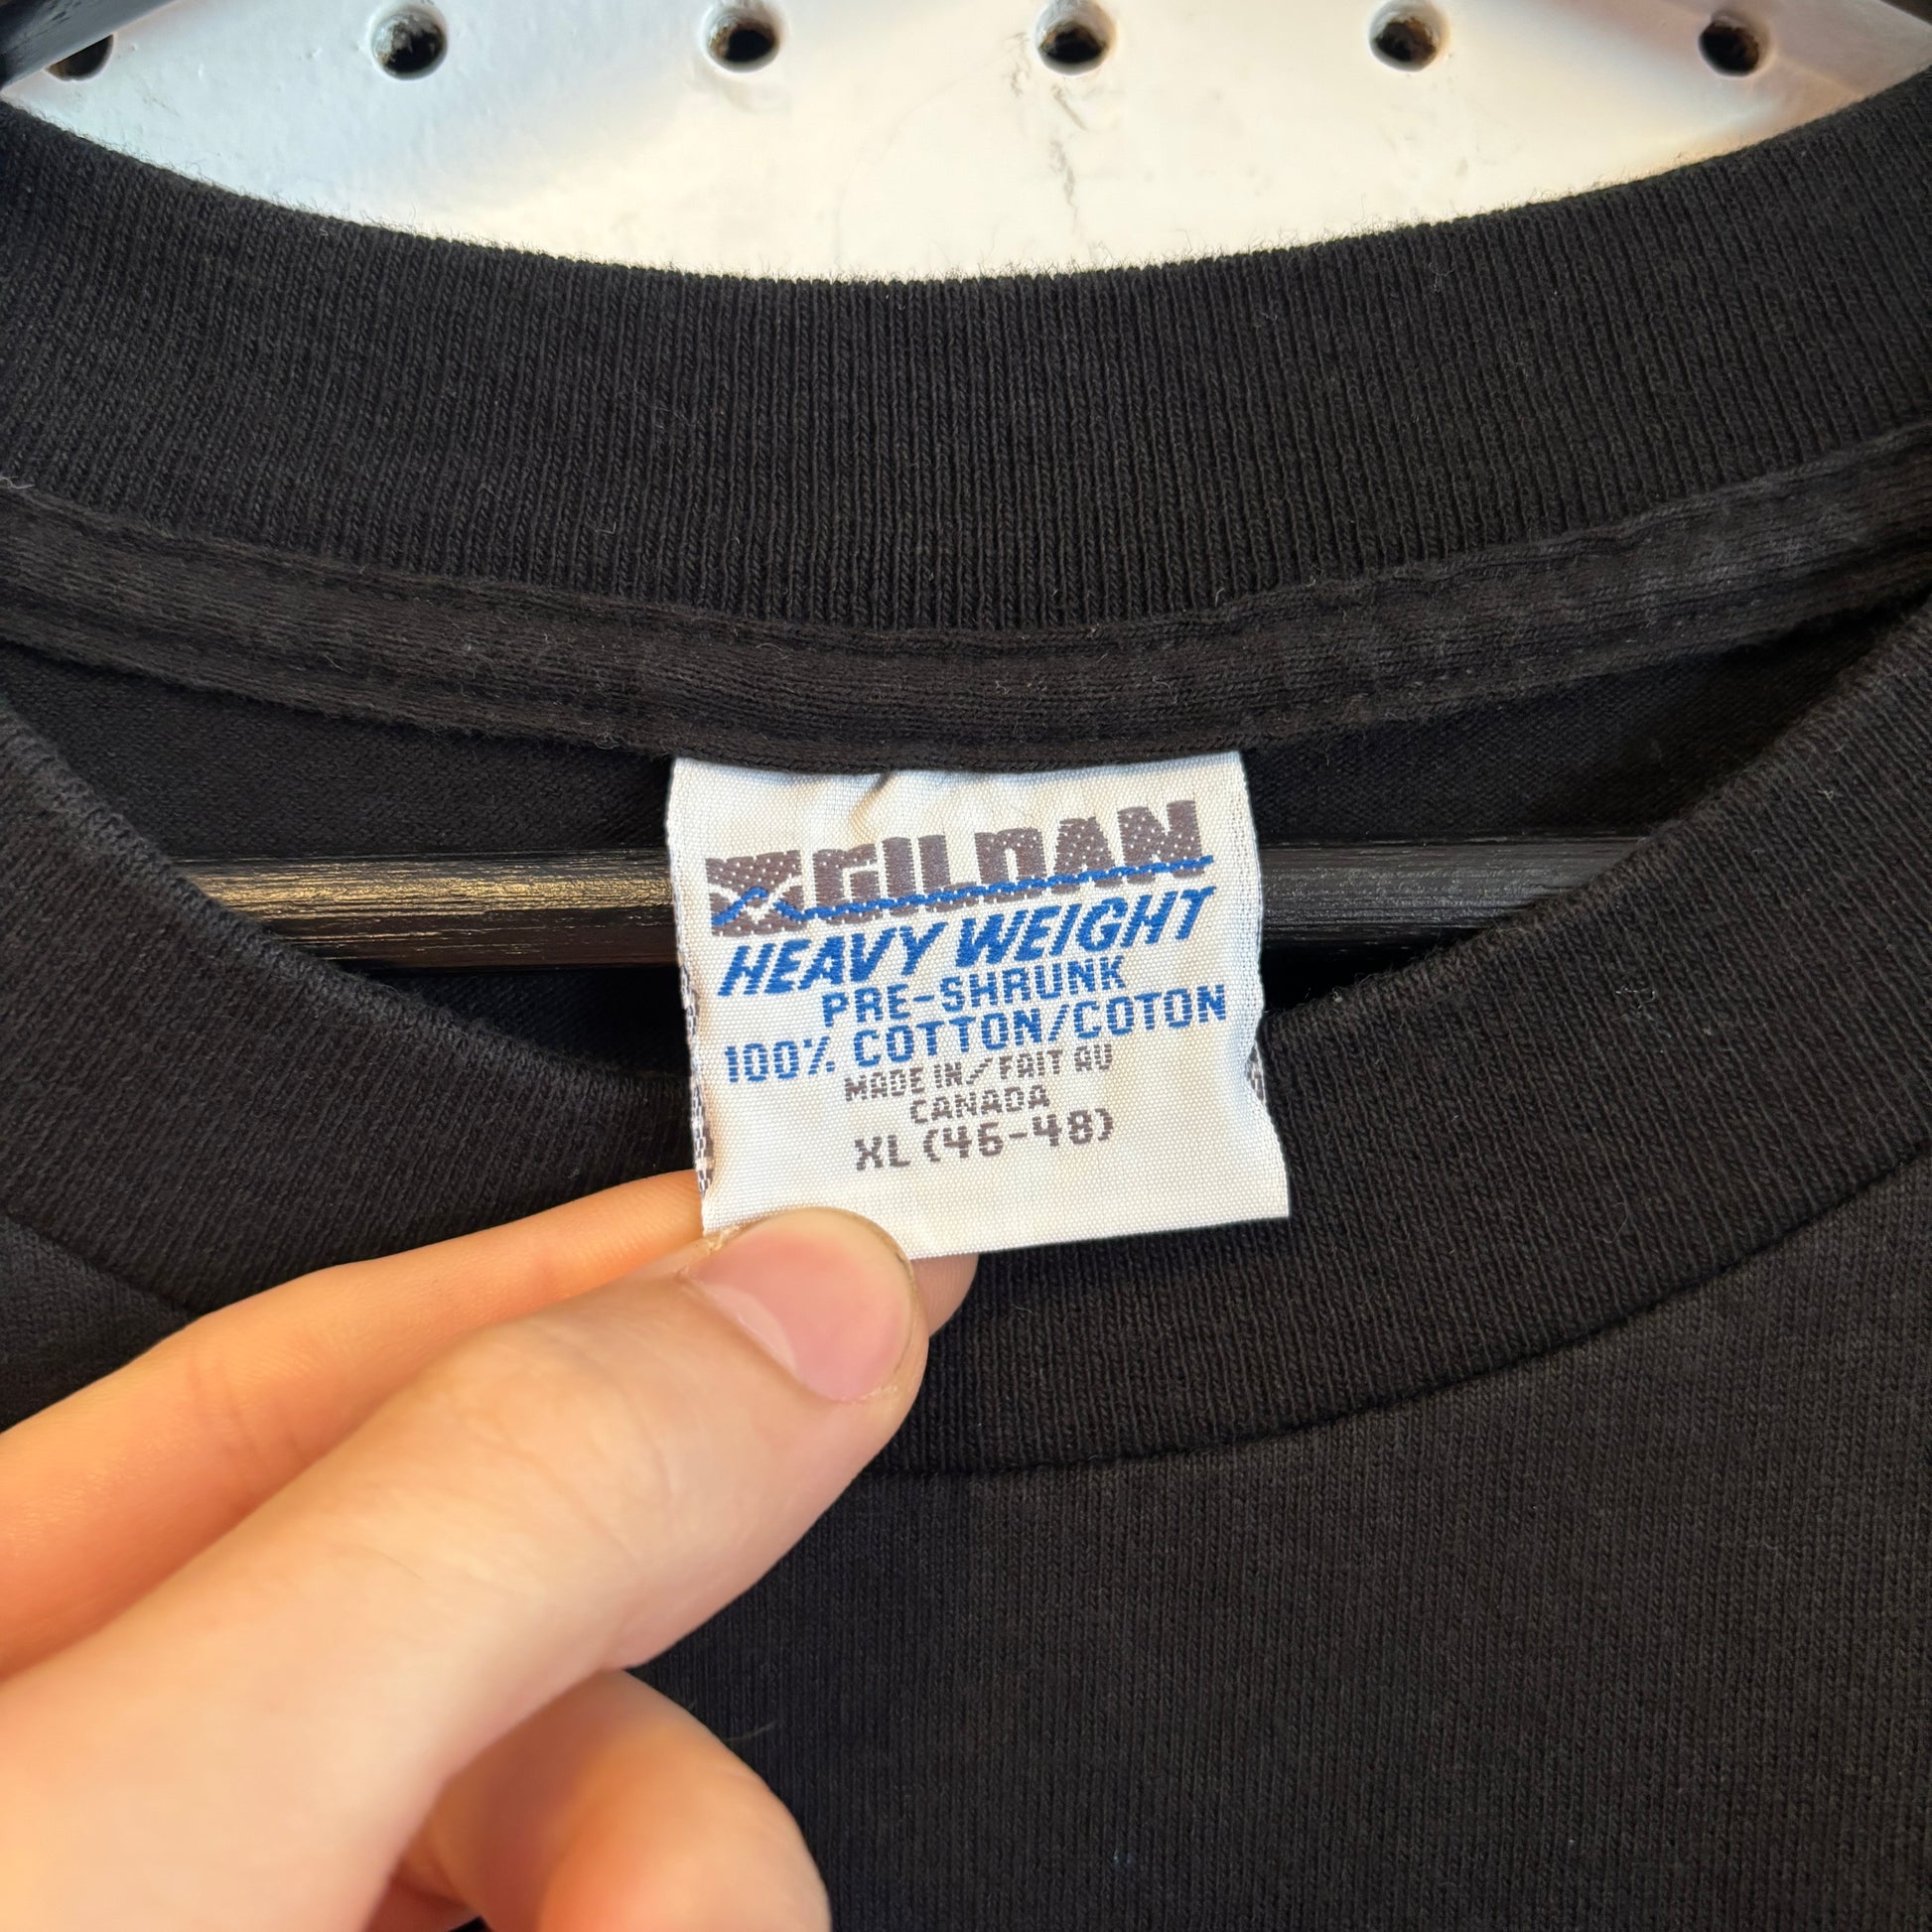 GILDAN
HEAVY WEIGHT
PRE-SHRUNK
100% COTTON/COTON
MADE IN/FAIT AU
CANADA
XL (46-48)